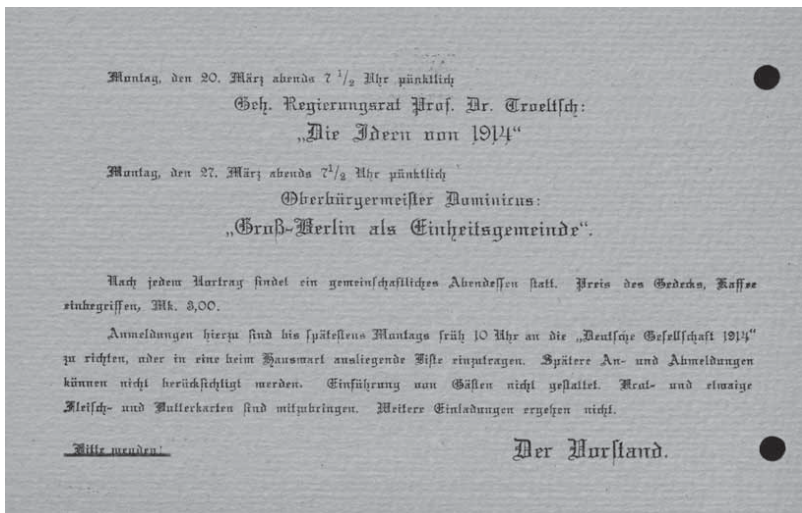 Montag, den 20. März abends 7 1/2 Uhr pünktlich
Geh. Regierungsrat Prof. Dr. Troeltsch:
„Die Ideen von 1914“
Montag, den 27. März abends 7 1/2 Uhr pünktlich
Oberbürgermeister Dominicus:
„Groß-Berlin als Einheitsgemeinde“.
Nach jedem Vortrag findet ein gemeinschaftliches Abendessen statt. Preis des Gedecks, Kaffee
einbegriffen, Mk. 3,00.
Anmeldungen hierzu sind bis spätestens Montags früh 10 Uhr an die „Deutsche Gesellschaft 1914“
zu richten, oder in eine beim Hauswart ausliegende Liste einzutragen. Spätere An- und Abmeldungen
können nicht berücksichtigt werden. Einführung von Gästen nicht gestattet. Brot- und etwaige
Fleisch- und Butterkarten sind mitzubringen. Weitere Einladungen ergehen nicht.
Bitte wenden!
Der Vorstand.